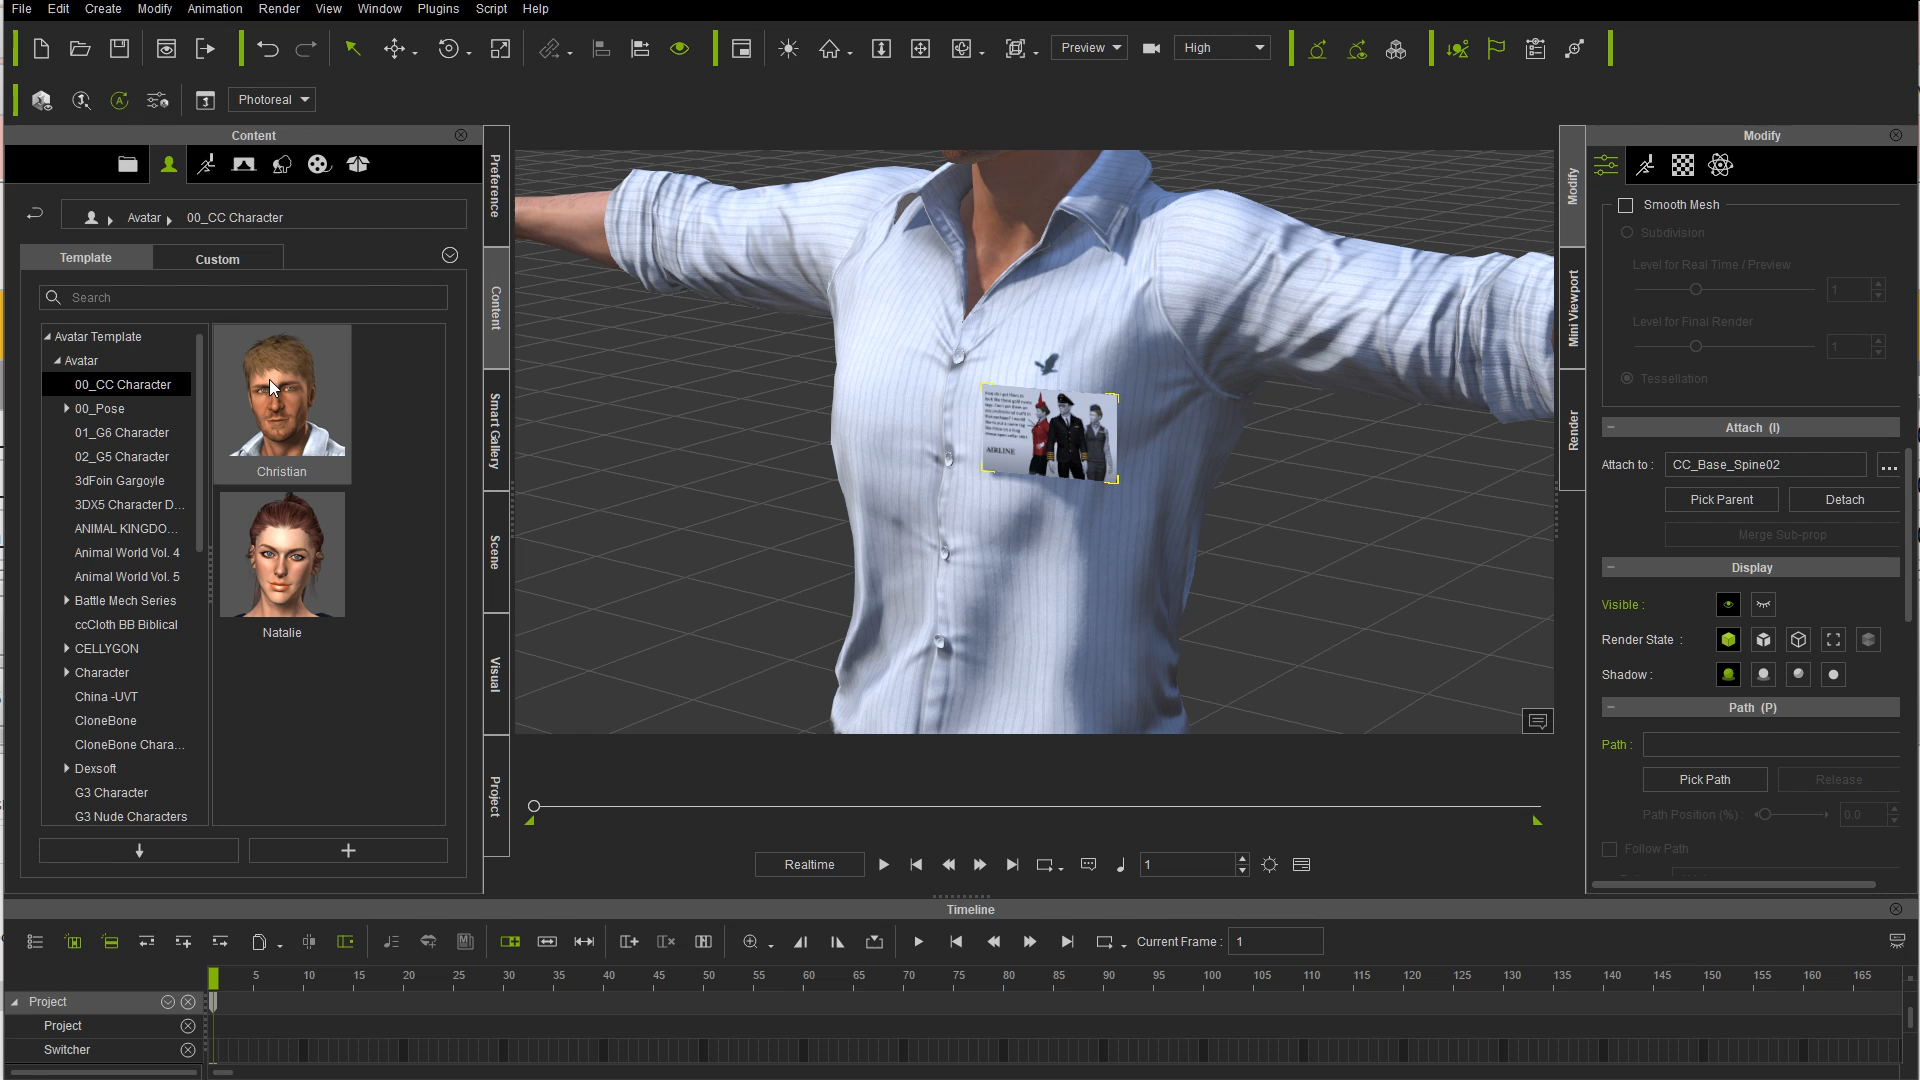 File Edit Create Modify Animation Render View Window Plugins Script Help
Preview High
Photoreal
Content
Avatar 00_CC Character
Template Custom
Search
Avatar Template
Avatar
00_CC Character
00_Pose
01_G6 Character
02_G5 Character
3dFoin Gargoyle
3DX5 Character D...
ANIMAL KINGDO...
Animal World Vol. 4
Animal World Vol. 5
Battle Mech Series
ccCloth BB Biblical
CELLYGON
Character
China -UVT
CloneBone
CloneBone Chara...
Dexsoft
G3 Character
G3 Nude Characters
Christian
Natalie
Preference
Content
Smart Gallery
Scene
Visual
Project
AIRLINE
Realtime 1
Modify
Mini Viewport
Render
Modify
Smooth Mesh
Subdivision
Level for Real Time / Preview
1
Level for Final Render
1
Tessellation
Attach (I)
Attach to : CC_Base_Spine02 ...
Pick Parent Detach
Merge Sub-prop
Display
Visible :
Render State :
Shadow :
Path (P)
Path :
Pick Path Release
Path Position (%) : 0.0
Follow Path
Timeline
Current Frame : 1
5 10 15 20 25 30 35 40 45 50 55 60 65 70 75 80 85 90 95 100 105 110 115 120 125 130 135 140 145 150 155 160 165
Project
Project
Switcher